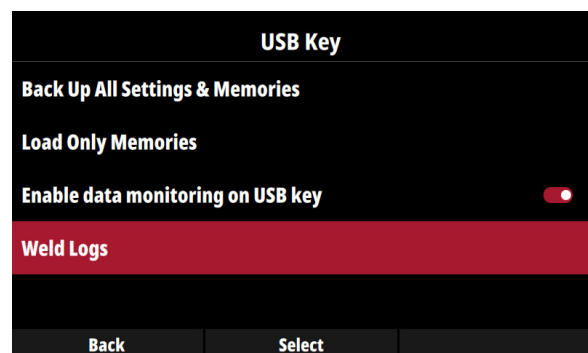 USB Key
Back Up All Settings & Memories
Load Only Memories
Enable data monitoring on USB key
Weld Logs
Back Select